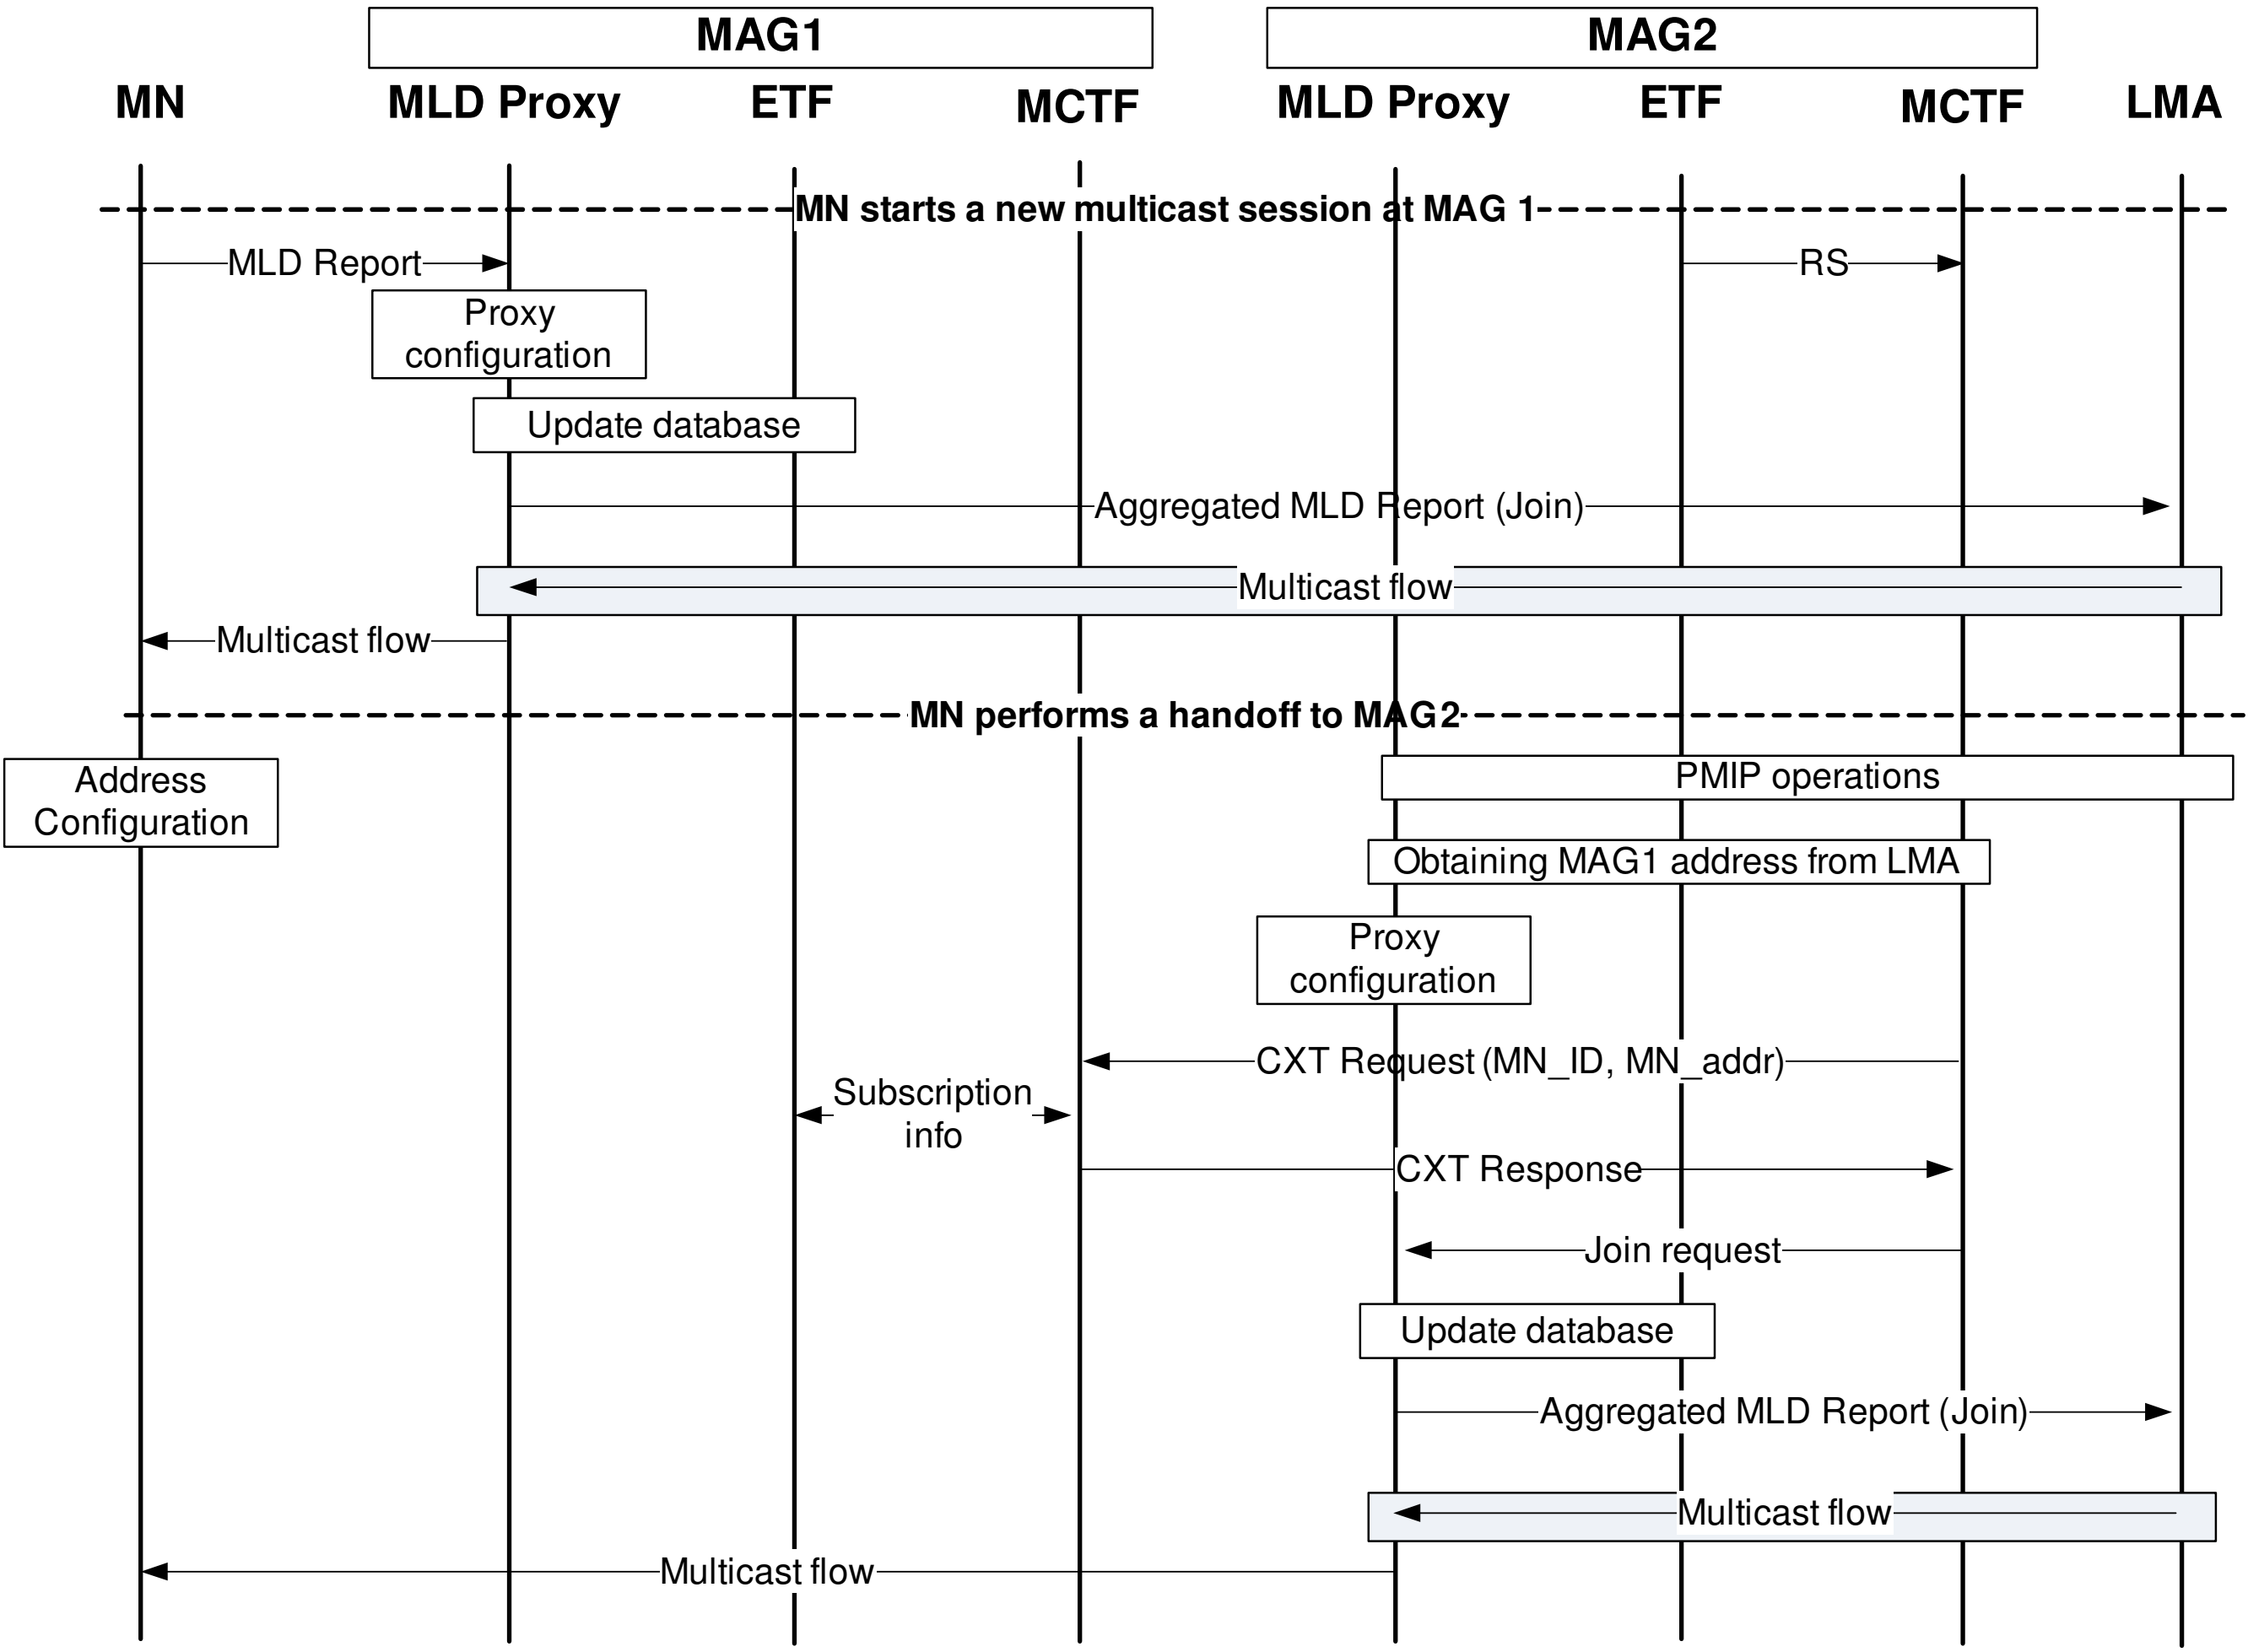 MAG1
MAG2
MN
MLD Proxy
ETF
MCTF
MLD Proxy
ETF
MCTF
LMA
MN starts a new multicast session at MAG 1
MLD Report
RS
Proxy
configuration
Update database
Aggregated MLD Report (Join)
Multicast flow
Multicast flow
MN performs a handoff to MAG2
Address
Configuration
PMIP operations
Obtaining MAG1 address from LMA
Proxy
configuration
CXT Request (MN_ID, MN_addr)
Subscription
info
CXT Response
Join request
Update database
Aggregated MLD Report (Join)
Multicast flow
Multicast flow